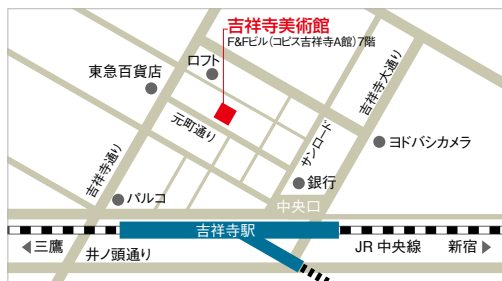 吉祥寺美術館
F&Fビル(コピス吉祥寺A館)7階
ロフト
東急百貨店
元町通り
吉祥寺大通り
サンロード
ヨドバシカメラ
吉祥寺通り
銀行
パルコ
中央口
吉祥寺駅
三鷹
井ノ頭通り
JR 中央線
新宿